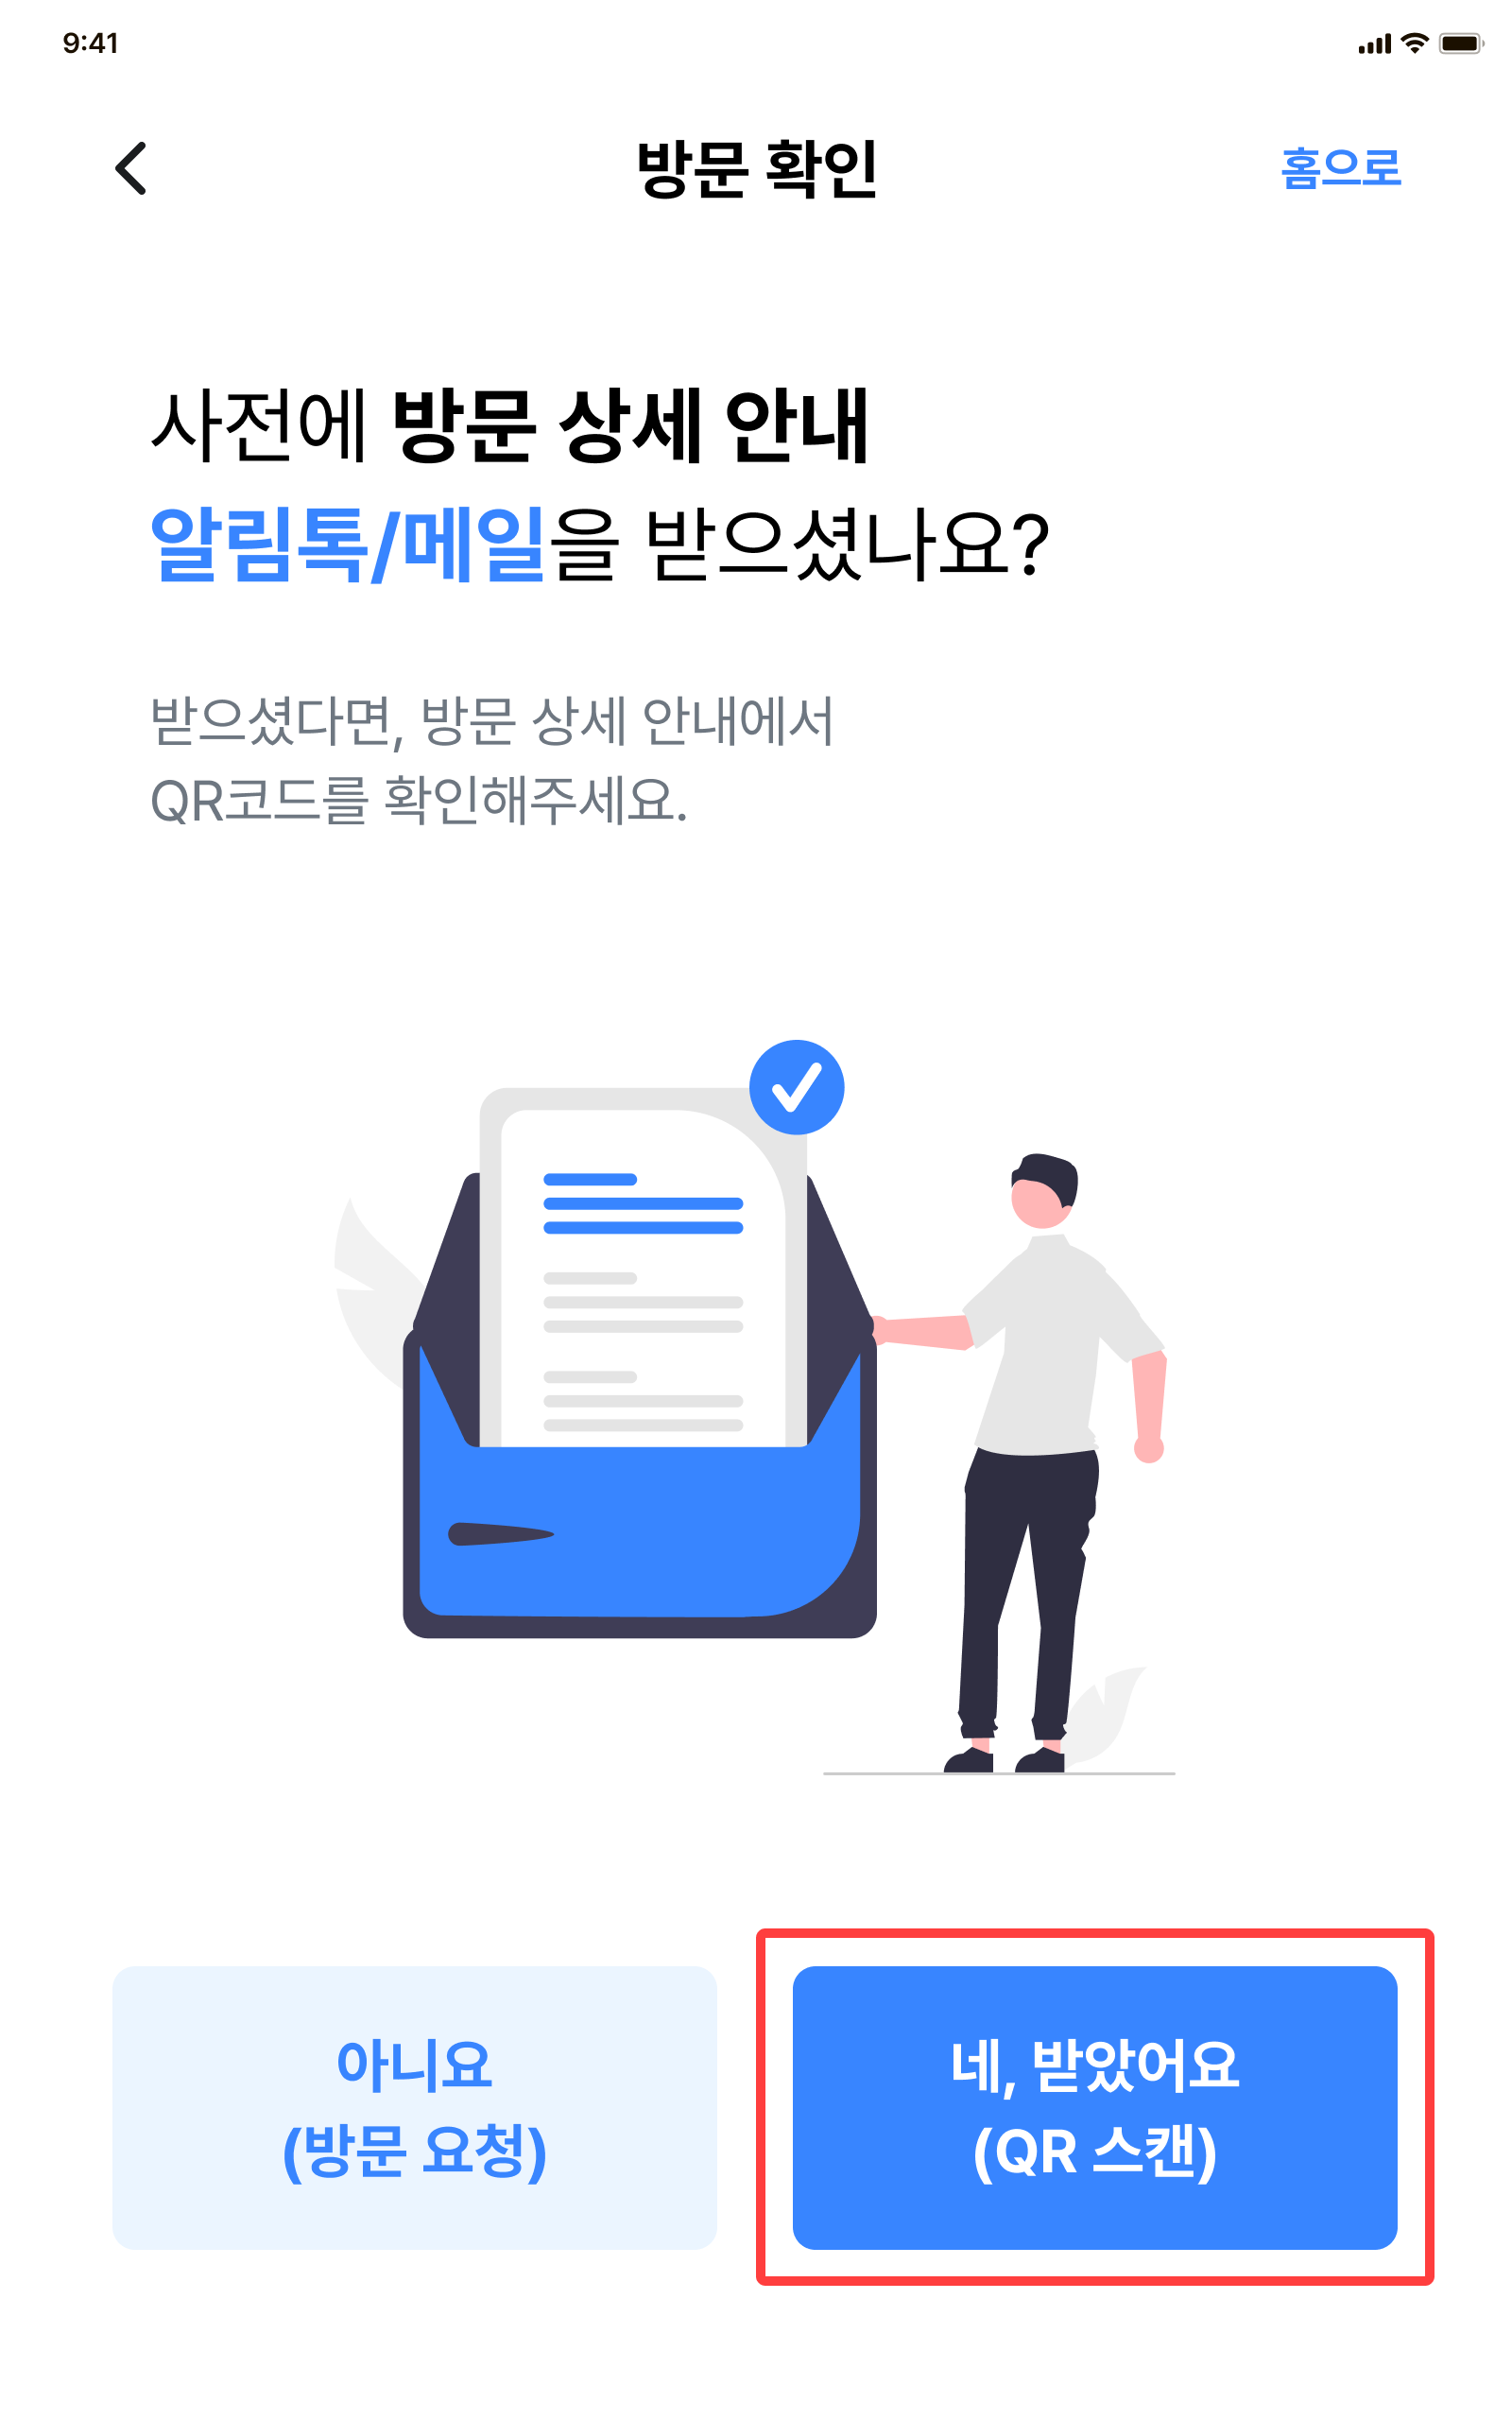 9:41
방문 확인
홈으로
사전에 방문 상세 안내
알림톡/메일을 받으셨나요?
받으셨다면, 방문 상세 안내에서
QR코드를 확인해주세요.
아니요
(방문 요청)
네, 받았어요
(QR 스캔)